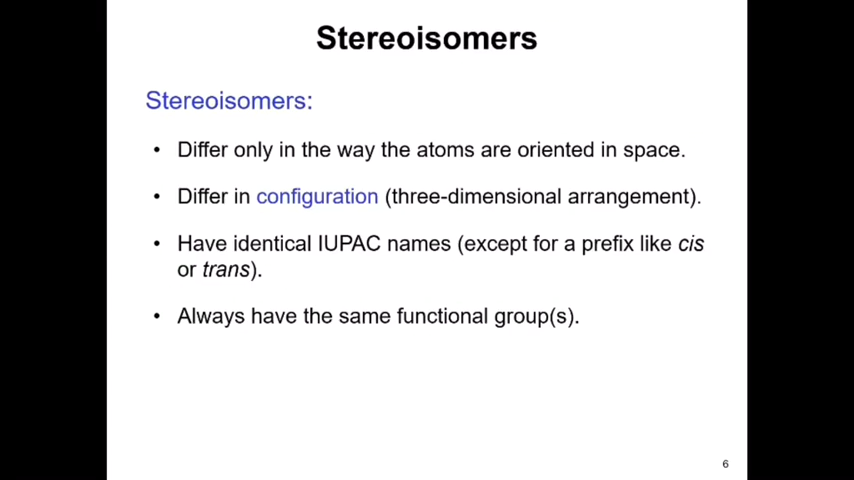 Stereoisomers
Stereoisomers:
• Differ only in the way the atoms are oriented in space.
• Differ in configuration (three-dimensional arrangement).
• Have identical IUPAC names (except for a prefix like cis
or trans).
• Always have the same functional group(s).
6